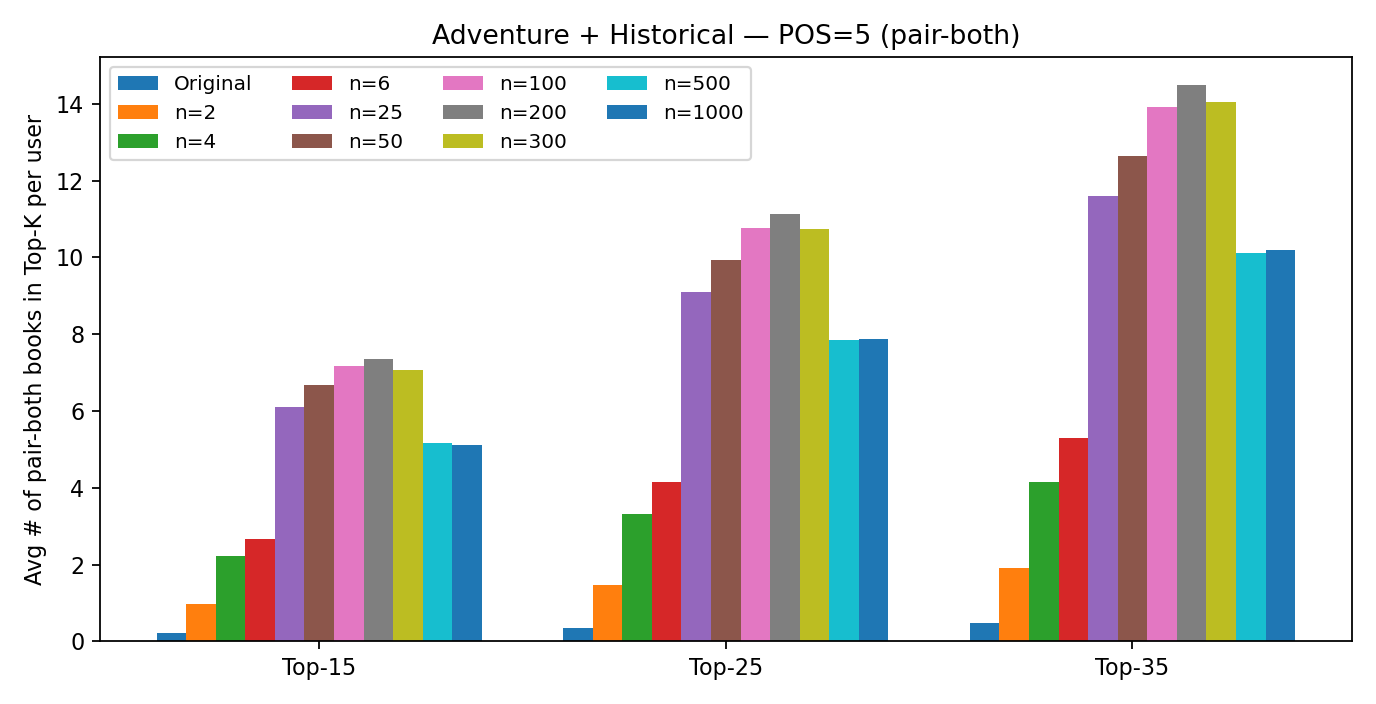 Adventure + Historical — POS=5 (pair-both)
Original
n=2
n=4
n=6
n=25
n=50
n=100
n=200
n=300
n=500
n=1000
Avg # of pair-both books in Top-K per user
14
12
10
8
6
4
2
0
Top-15
Top-25
Top-35